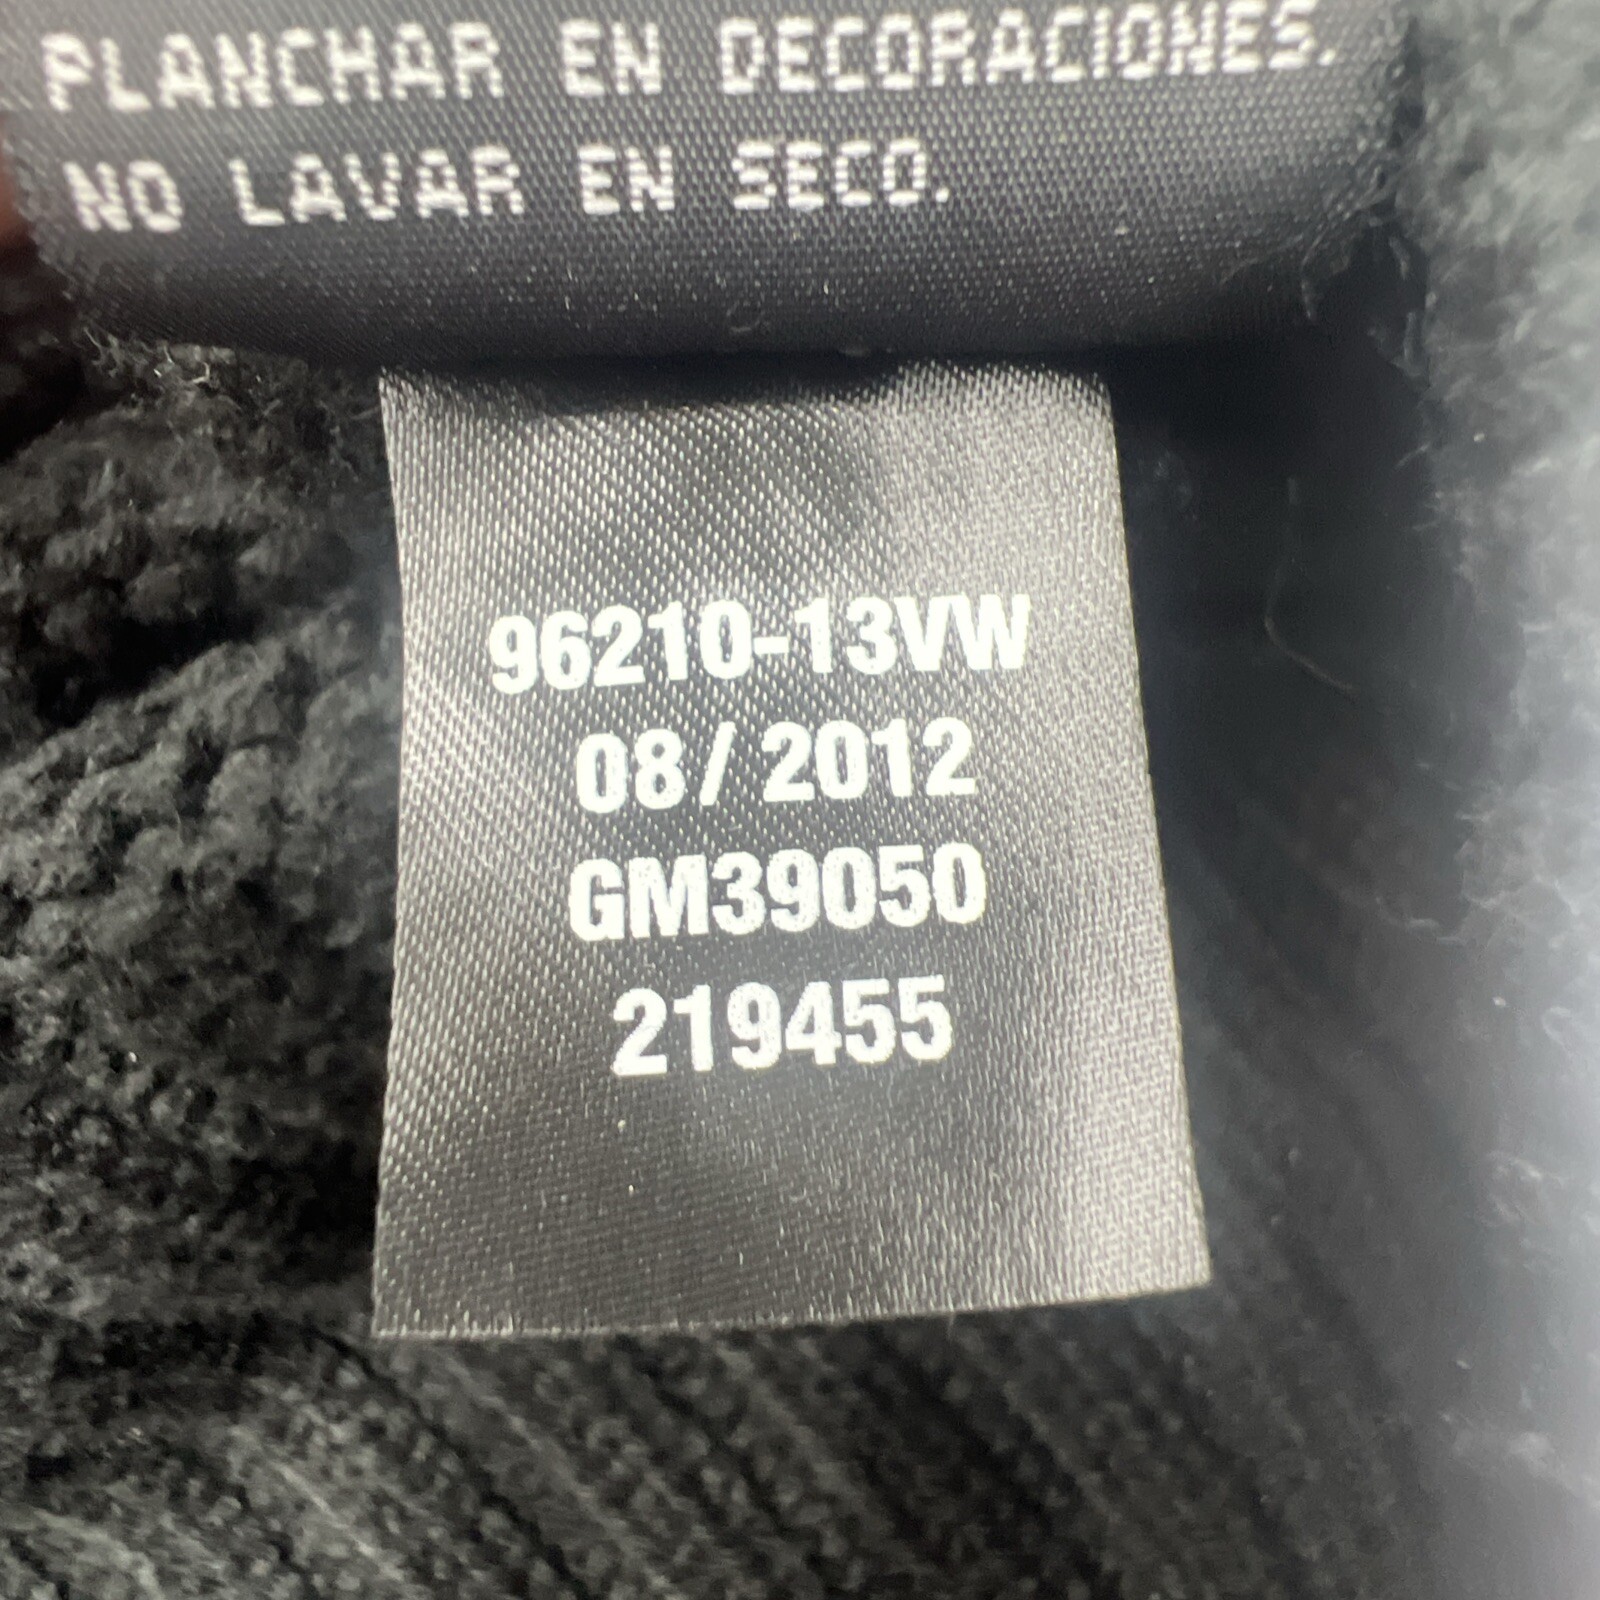 PLANCHAR EN DECORACIONES.
NO LAVAR EN SECO.
96210-13VW
08/2012
GM39050
219455